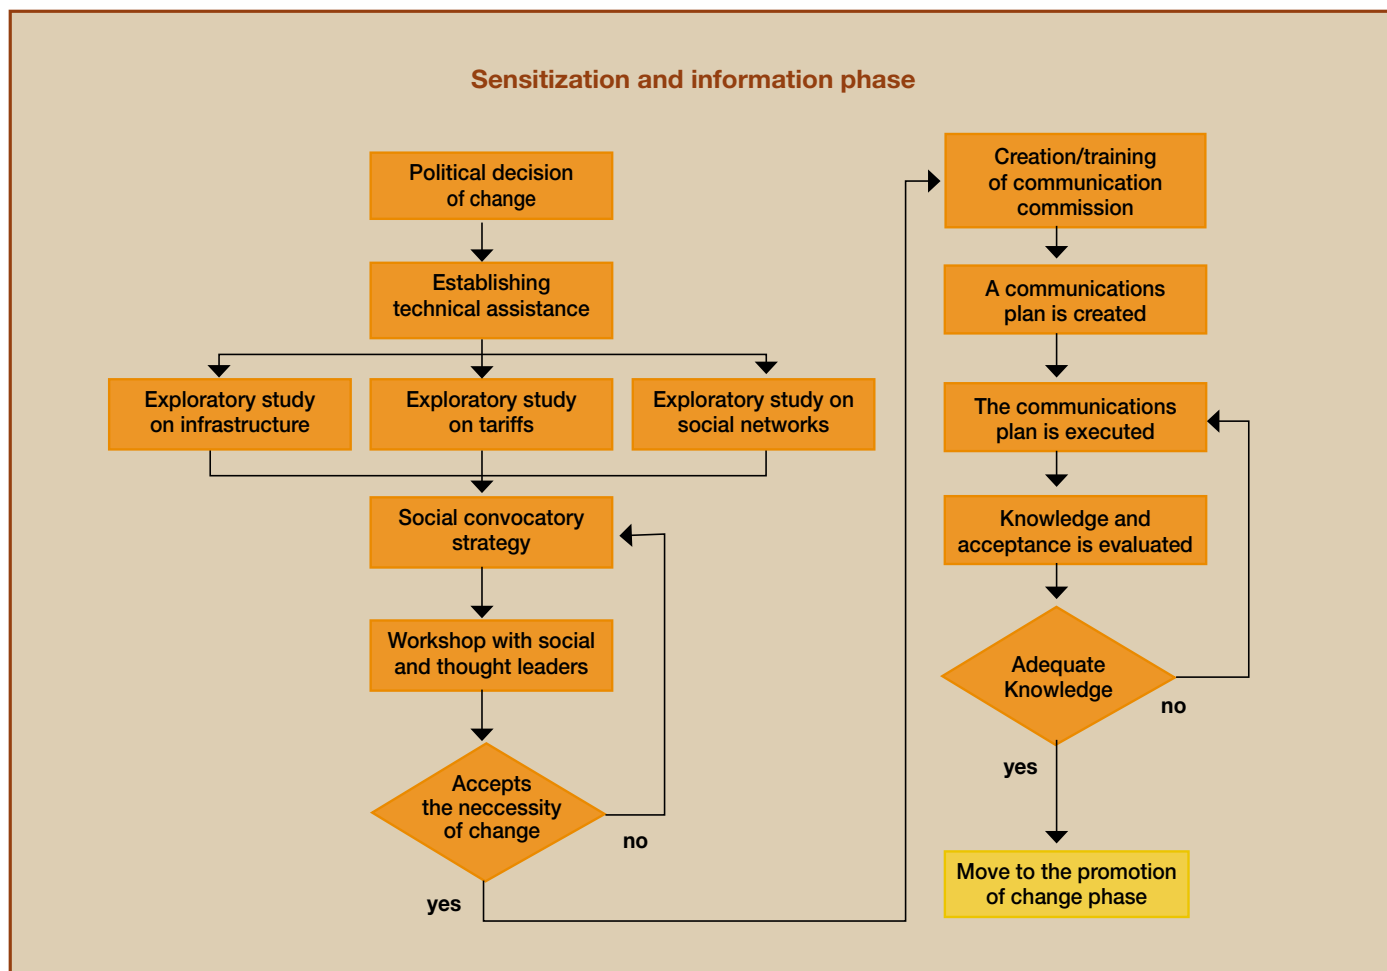 Sensitization and information phase
Political decision
of change
Establishing
technical assistance
Exploratory study
on infrastructure
Exploratory study
on tariffs
Exploratory study on
social networks
Social convocatory
strategy
Workshop with social
and thought leaders
Accepts
the neccessity
of change
no
yes
Creation/training
of communication
commission
A communications
plan is created
The communications
plan is executed
Knowledge and
acceptance is evaluated
Adequate
Knowledge
no
yes
Move to the promotion
of change phase